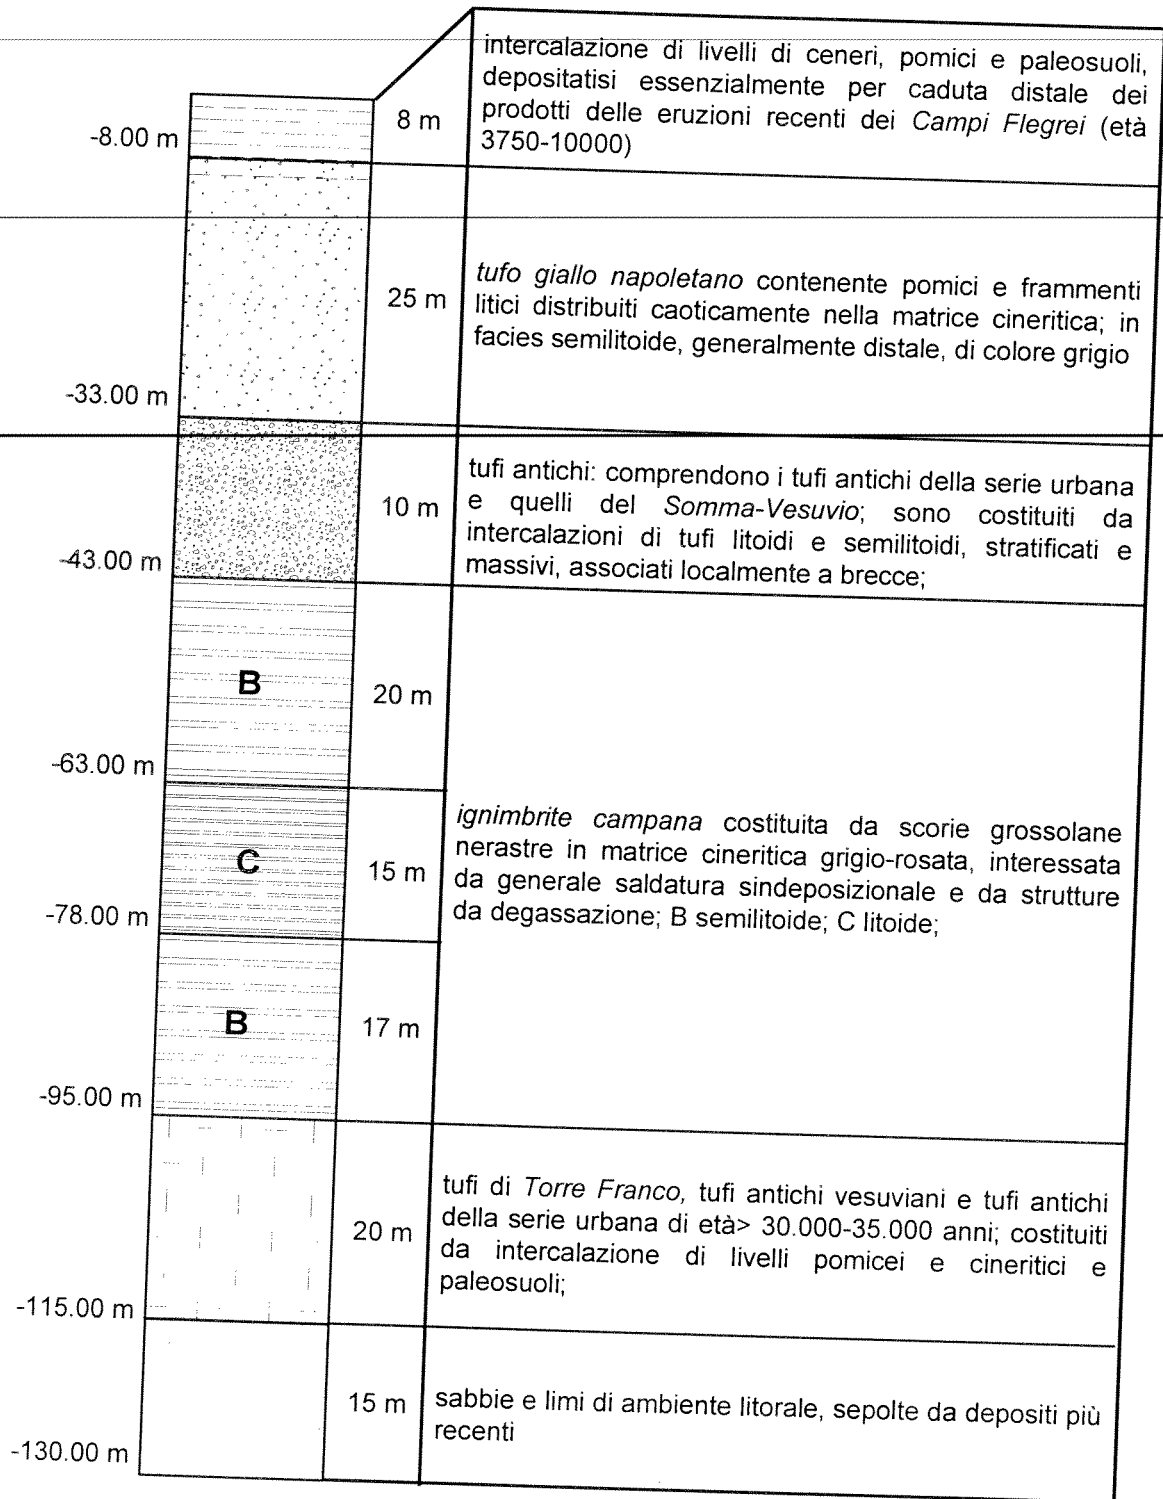 intercalazione di livelli di ceneri, pomici e paleosuoli,
depositatisi essenzialmente per caduta distale dei
prodotti delle eruzioni recenti dei Campi Flegrei (età
3750-10000)
8 m
-8.00 m
tufo giallo napoletano contenente pomici e frammenti
litici distribuiti caoticamente nella matrice cineritica; in
facies semilitoide, generalmente distale, di colore grigio
25 m
-33.00 m
tufi antichi: comprendono i tufi antichi della serie urbana
e quelli del Somma-Vesuvio; sono costituiti da
intercalazioni di tufi litoidi e semilitoidi, stratificati e
massivi, associati localmente a brecce;
10 m
-43.00 m
B
20 m
-63.00 m
ignimbrite campana costituita da scorie grossolane
nerastre in matrice cineritica grigio-rosata, interessata
da generale saldatura sindeposizionale e da strutture
da degassazione; B semilitoide; C litoide;
C
15 m
-78.00 m
B
17 m
-95.00 m
tufi di Torre Franco, tufi antichi vesuviani e tufi antichi
della serie urbana di età> 30.000-35.000 anni; costituiti
da intercalazione di livelli pomicei e cineritici e
paleosuoli;
20 m
-115.00 m
15 m
sabbie e limi di ambiente litorale, sepolte da depositi più
recenti
-130.00 m